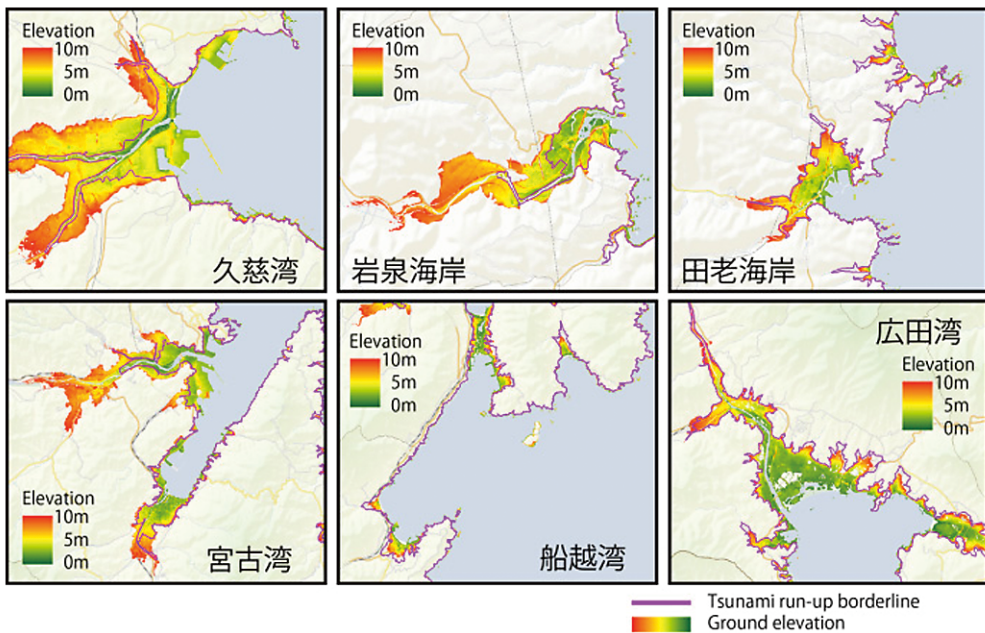 Elevation
10m
5m
0m
久慈湾
Elevation
10m
5m
0m
岩泉海岸
Elevation
10m
5m
0m
田老海岸
Elevation
10m
5m
0m
宮古湾
Elevation
10m
5m
0m
船越湾
広田湾
Elevation
10m
5m
0m
Tsunami run-up borderline
Ground elevation